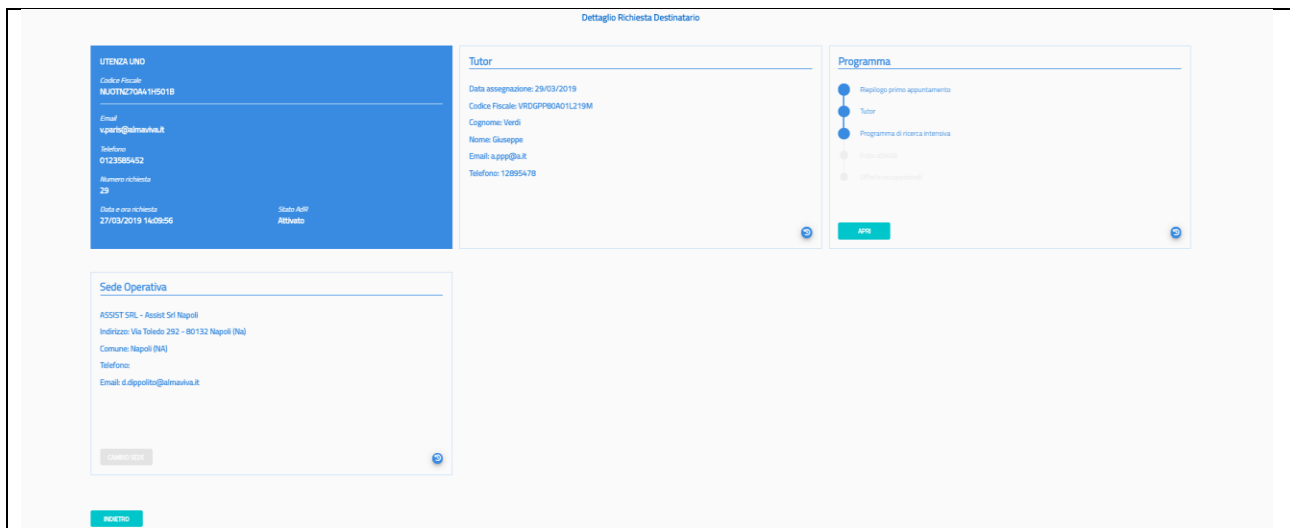 Dettaglio Richiesta Destinatario
UTENZA UNO
Codice Fiscale
NUOTNZ70A41H501B
Email
v.paris@almaviva.it
Telefono
0123585452
Numero richiesta
29
Data e ora richiesta
27/03/2019 14:09:56
Stato AdR
Attivato
Tutor
Data assegnazione: 29/03/2019
Codice Fiscale: VRDGPP80A01L219M
Cognome: Verdi
Nome: Giuseppe
Email: a.ppp@a.it
Telefono: 12895478
Programma
Riepilogo primo appuntamento
Tutor
Programma di ricerca intensiva
APRI
Sede Operativa
ASSIST SRL - Assist Srl Napoli
Indirizzo: Via Toledo 292 - 80132 Napoli (Na)
Comune: Napoli (NA)
Telefono:
Email: d.dippolito@almaviva.it
CAMBIO SEDE
INDIETRO